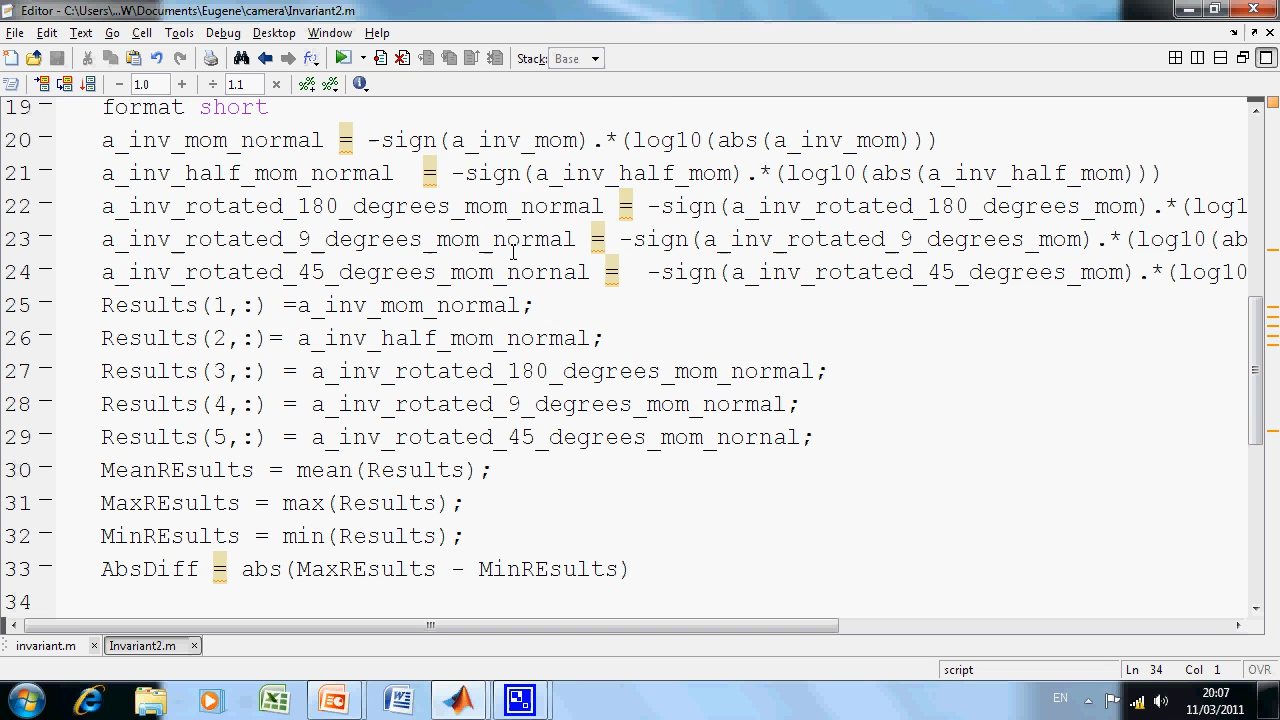 Editor - C:\Users\...W\Documents\Eugene\camera\Invariant2.m
File Edit Text Go Cell Tools Debug Desktop Window Help
Stack: Base
1.0 1.1
19 format short
20 a_inv_mom_normal = -sign(a_inv_mom).*(log10(abs(a_inv_mom)))
21 a_inv_half_mom_normal  = -sign(a_inv_half_mom).*(log10(abs(a_inv_half_mom)))
22 a_inv_rotated_180_degrees_mom_normal = -sign(a_inv_rotated_180_degrees_mom).*(log1
23 a_inv_rotated_9_degrees_mom_normal = -sign(a_inv_rotated_9_degrees_mom).*(log10(ab
24 a_inv_rotated_45_degrees_mom_nornal =  -sign(a_inv_rotated_45_degrees_mom).*(log10
25 Results(1,:) =a_inv_mom_normal;
26 Results(2,:)= a_inv_half_mom_normal;
27 Results(3,:) = a_inv_rotated_180_degrees_mom_normal;
28 Results(4,:) = a_inv_rotated_9_degrees_mom_normal;
29 Results(5,:) = a_inv_rotated_45_degrees_mom_nornal;
30 MeanREsults = mean(Results);
31 MaxREsults = max(Results);
32 MinREsults = min(Results);
33 AbsDiff = abs(MaxREsults - MinREsults)
34
invariant.m Invariant2.m
script Ln 34 Col 1 OVR
EN 20:07
11/03/2011